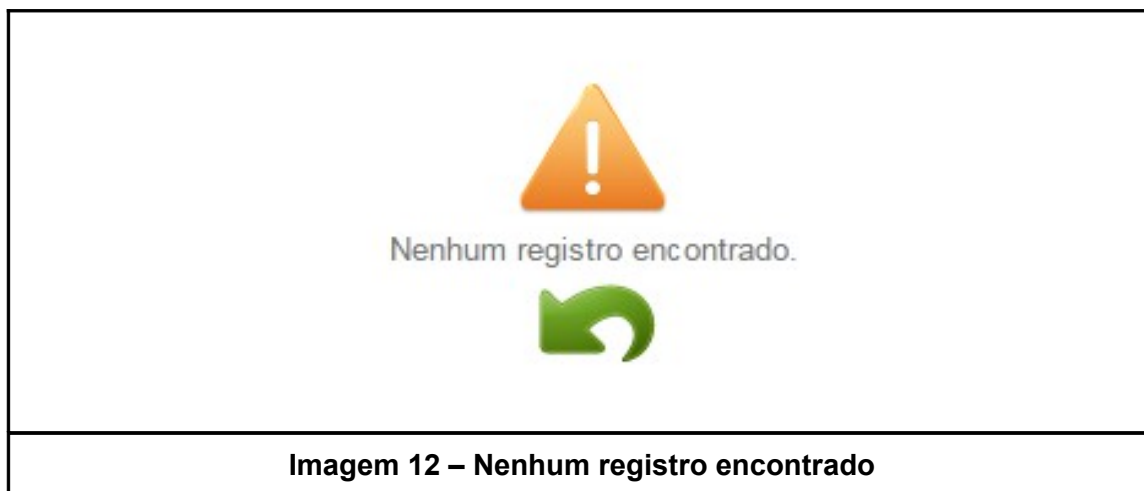 Nenhum registro encontrado.
Imagem 12 – Nenhum registro encontrado